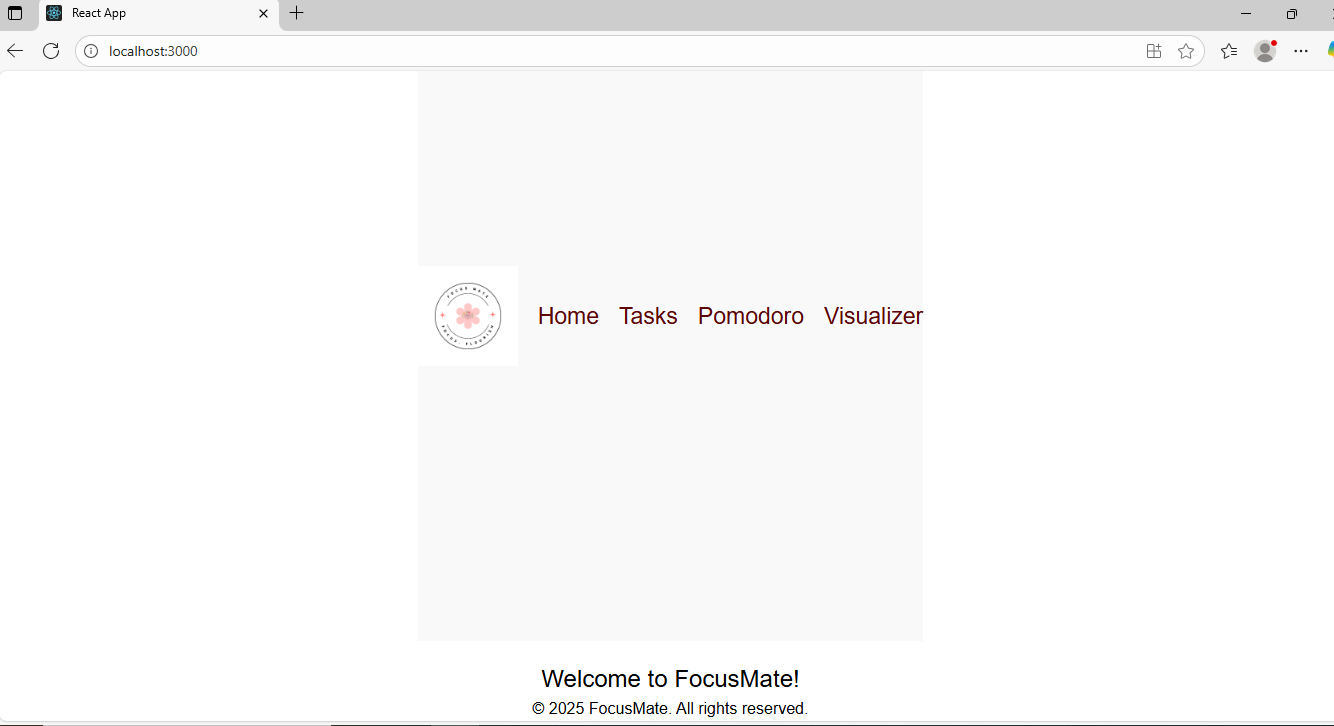 React App
localhost:3000
FOCUS MATE
FOCUS. FLOURISH
Home Tasks Pomodoro Visualizer
Welcome to FocusMate!
© 2025 FocusMate. All rights reserved.